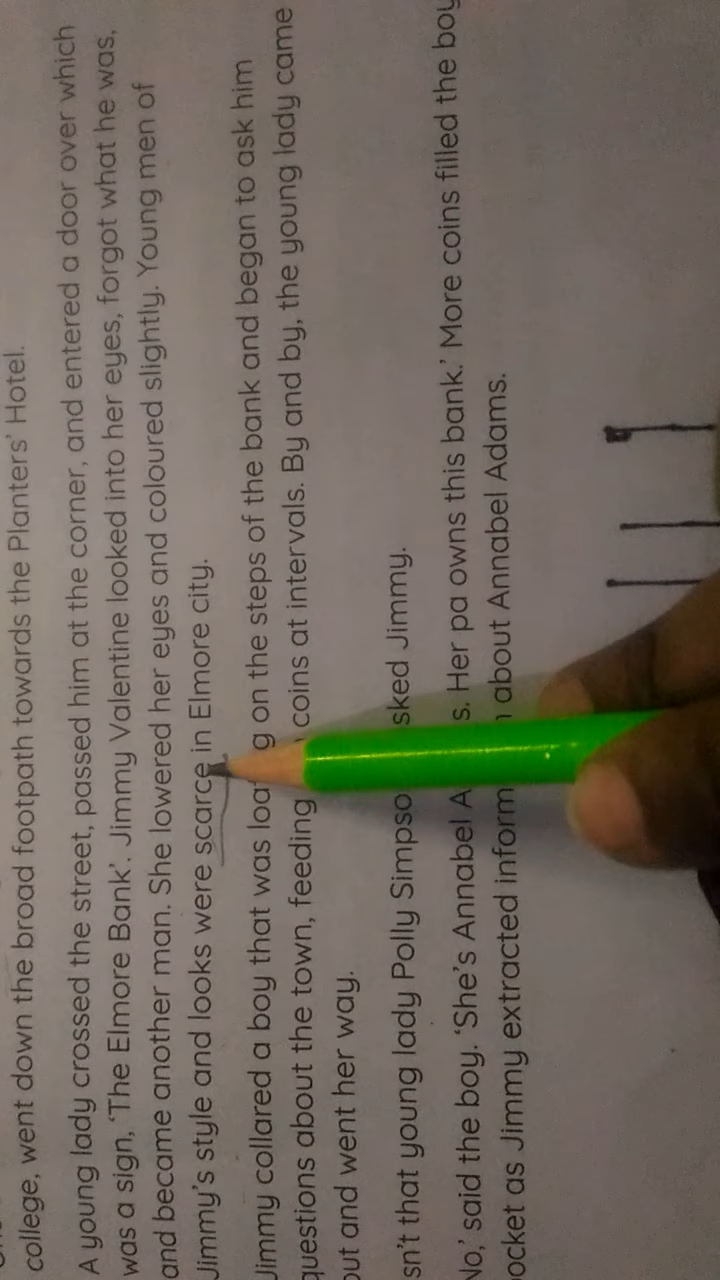 college, went down the broad footpath towards the Planters' Hotel.
A young lady crossed the street, passed him at the corner, and entered a door over which
was a sign, 'The Elmore Bank'. Jimmy Valentine looked into her eyes, forgot what he was,
and became another man. She lowered her eyes and coloured slightly. Young men of
Jimmy's style and looks were scarce in Elmore city.
Jimmy collared a boy that was on the steps of the bank and began to ask him
questions about the town, feeding coins at intervals. By and by, the young lady came
out and went her way.
sn't that young lady Polly Simpso sked Jimmy.
No,' said the boy. 'She's Annabel A s. Her pa owns this bank.' More coins filled the boy
ocket as Jimmy extracted inform about Annabel Adams.